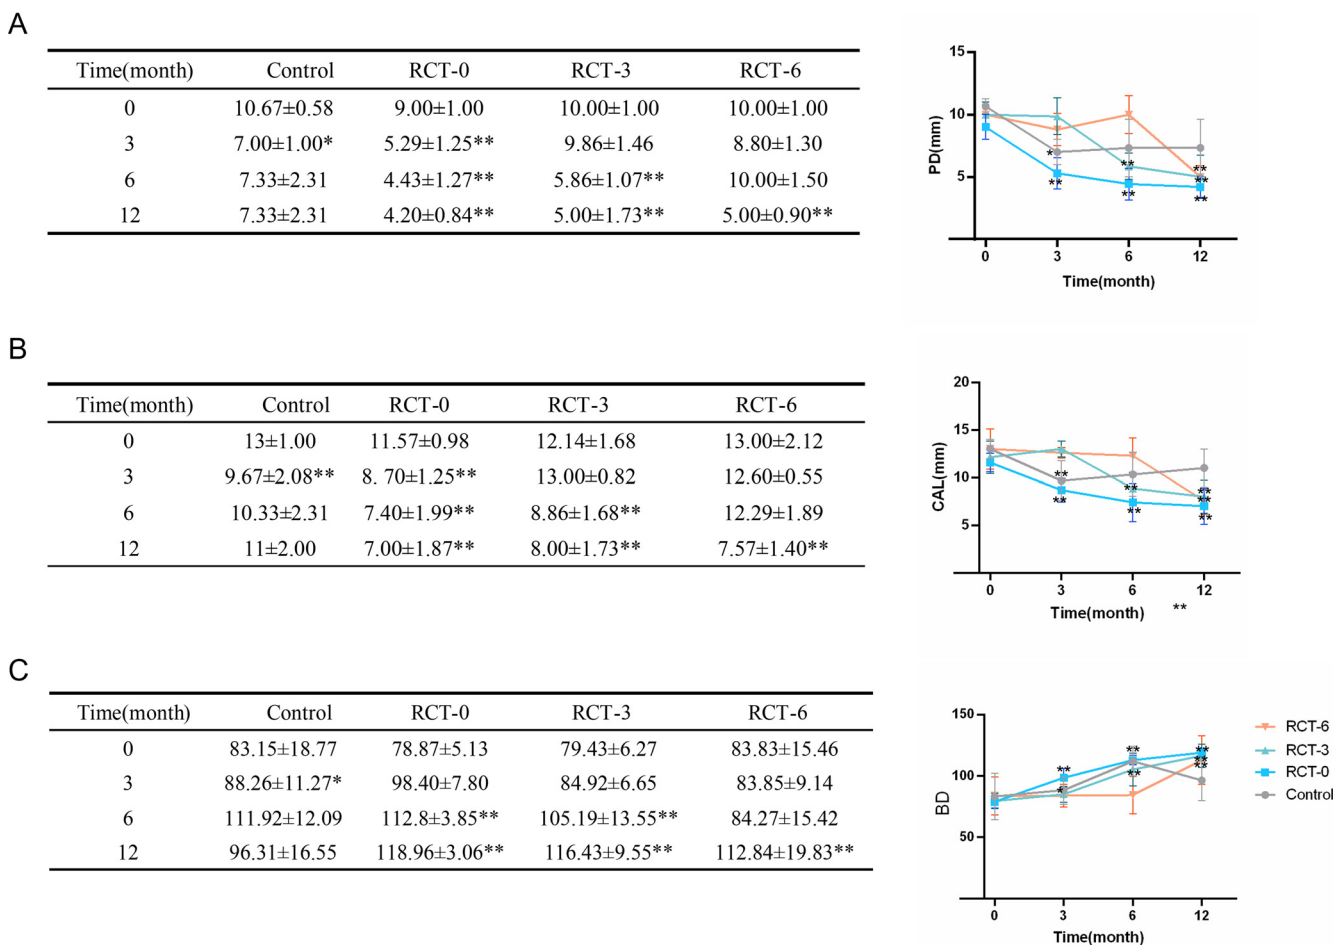 A
Time(month) Control RCT-0 RCT-3 RCT-6
0 10.67±0.58 9.00±1.00 10.00±1.00 10.00±1.00
3 7.00±1.00* 5.29±1.25** 9.86±1.46 8.80±1.30
6 7.33±2.31 4.43±1.27** 5.86±1.07** 10.00±1.50
12 7.33±2.31 4.20±0.84** 5.00±1.73** 5.00±0.90**
15
10
5
PD(mm)
*
**
**
**
**
**
**
0 3 6 12
Time(month)
B
Time(month) Control RCT-0 RCT-3 RCT-6
0 13±1.00 11.57±0.98 12.14±1.68 13.00±2.12
3 9.67±2.08** 8. 70±1.25** 13.00±0.82 12.60±0.55
6 10.33±2.31 7.40±1.99** 8.86±1.68** 12.29±1.89
12 11±2.00 7.00±1.87** 8.00±1.73** 7.57±1.40**
20
15
10
5
CAL(mm)
**
**
**
**
**
**
**
0 3 6 12
Time(month) **
C
Time(month) Control RCT-0 RCT-3 RCT-6
0 83.15±18.77 78.87±5.13 79.43±6.27 83.83±15.46
3 88.26±11.27* 98.40±7.80 84.92±6.65 83.85±9.14
6 111.92±12.09 112.8±3.85** 105.19±13.55** 84.27±15.42
12 96.31±16.55 118.96±3.06** 116.43±9.55** 112.84±19.83**
150
100
50
BD
**
*
**
**
**
**
**
0 3 6 12
Time(month)
RCT-6
RCT-3
RCT-0
Control